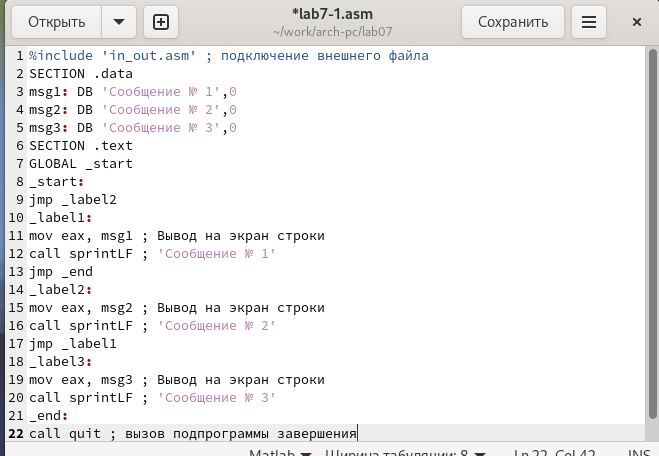 Открыть
*lab7-1.asm
~/work/arch-pc/lab07
Сохранить
1 %include 'in_out.asm' ; подключение внешнего файла
2 SECTION .data
3 msg1: DB 'Сообщение № 1',0
4 msg2: DB 'Сообщение № 2',0
5 msg3: DB 'Сообщение № 3',0
6 SECTION .text
7 GLOBAL _start
8 _start:
9 jmp _label2
10 _label1:
11 mov eax, msg1 ; Вывод на экран строки
12 call sprintLF ; 'Сообщение № 1'
13 jmp _end
14 _label2:
15 mov eax, msg2 ; Вывод на экран строки
16 call sprintLF ; 'Сообщение № 2'
17 jmp _label1
18 _label3:
19 mov eax, msg3 ; Вывод на экран строки
20 call sprintLF ; 'Сообщение № 3'
21 _end:
22 call quit ; вызов подпрограммы завершения
Matlab Ширина табуляции: 8 Ln 22, Col 42 INS